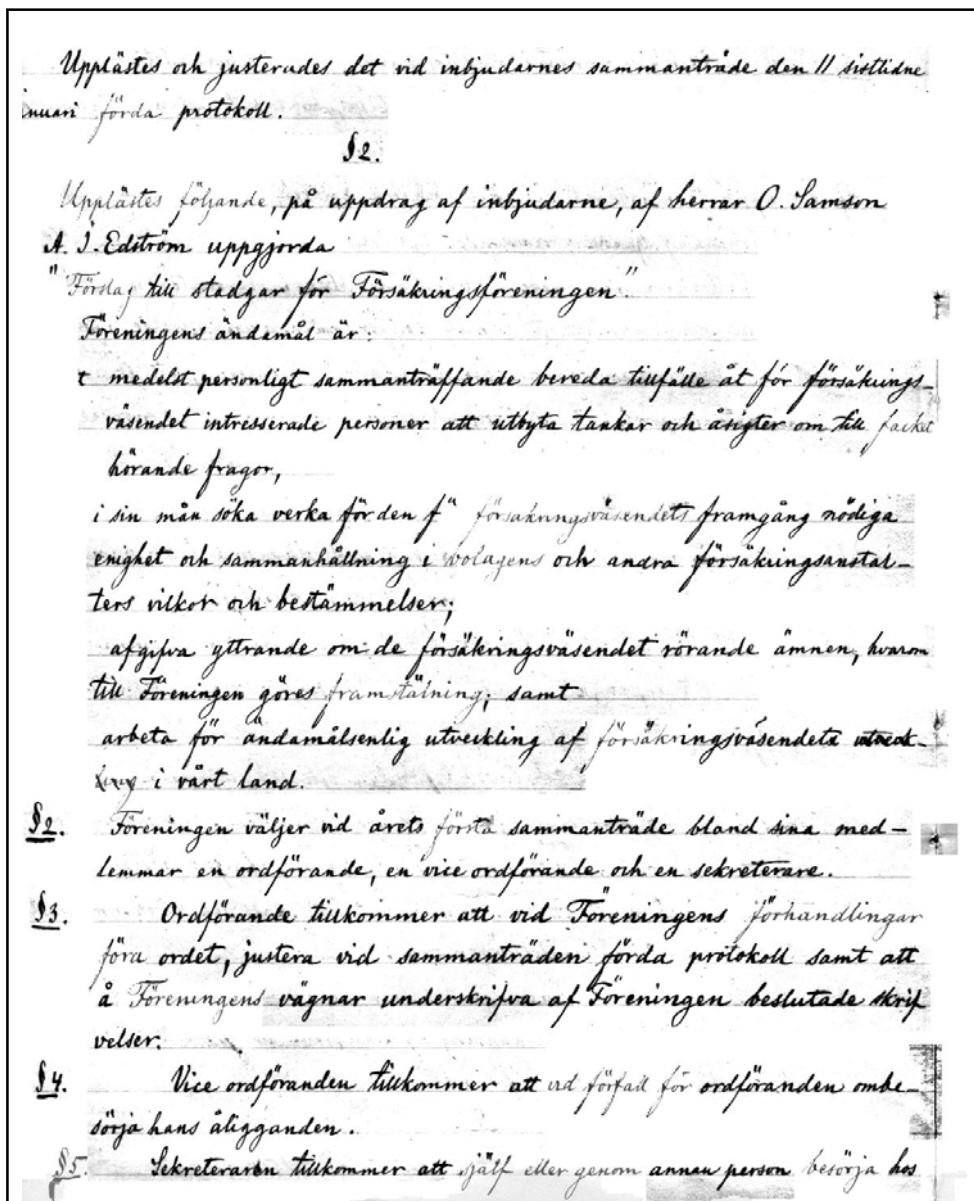 Upplästes och justerades det vid inbjudarnes sammanträde den 11 sistlidne
nuari förda protokoll.
§2.
Upplästes följande, på uppdrag af inbjudarne, af herrar O. Samson
A. I. Edström uppgjorda
"Förslag till stadgar för Försäkringsföreningen".
Föreningens ändamål är:
t medelst personligt sammanträffande bereda tillfälle åt för försäkrings-
väsendet intresserade personer att utbyta tankar och åsigter om till facket
hörande frågor,
i sin mån söka verka för den f" försäkringsväsendets framgång nödiga
enighet och sammanhållning i bolagens och andra försäkringsanstal-
ters vilkor och bestämmelser;
afgifva yttrande om de försäkringsväsendet rörande ämnen, hvarom
till Föreningen göres framställning; samt
arbeta för ändamålsenlig utveckling af försäkringsväsendets
i vårt land.
§2. Föreningen väljer vid årets första sammanträde bland sina med-
lemmar en ordförande, en vice ordförande och en sekreterare.
§3. Ordförande tillkommer att vid Föreningens förhandlingar
föra ordet, justera vid sammanträden förda protokoll samt att
å Föreningens vägnar underskrifva af Föreningen beslutade skrif
velser.
§4. Vice ordföranden tillkommer att vid förfall för ordföranden ombe-
sörja hans åligganden.
§5. Sekreteraren tillkommer att sjelf eller genom annan person besörja hos